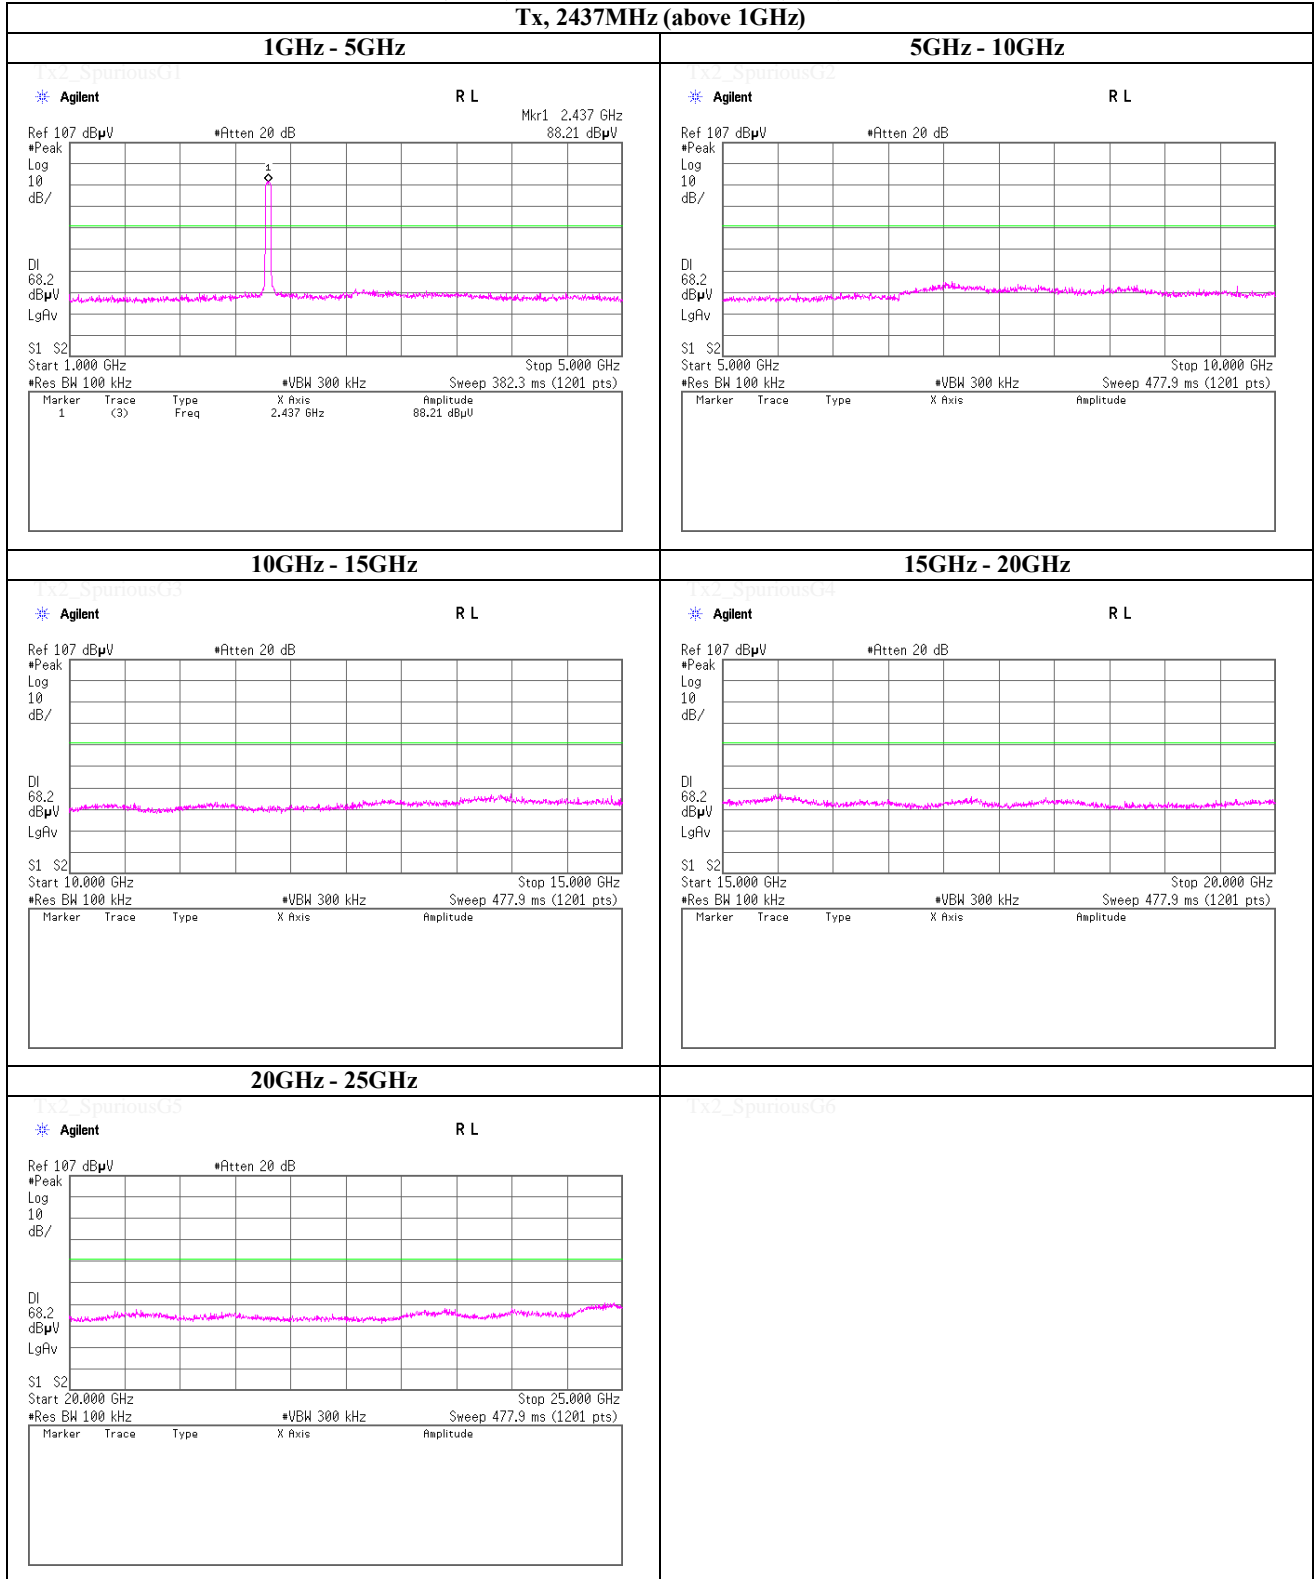 Tx, 2437MHz (above 1GHz)
1GHz - 5GHz
Tx2_SpuriousG1
Agilent R L
Mkr1 2.437 GHz
Ref 107 dBµV #Atten 20 dB 88.21 dBµV
#Peak
Log
10
dB/
1
DI
68.2
dBµV
LgAv
S1 S2
Start 1.000 GHz Stop 5.000 GHz
#Res BW 100 kHz #VBW 300 kHz Sweep 382.3 ms (1201 pts)
Marker Trace Type X Axis Amplitude
1 (3) Freq 2.437 GHz 88.21 dBµV
5GHz - 10GHz
Tx2_SpuriousG2
Agilent R L
Ref 107 dBµV #Atten 20 dB
#Peak
Log
10
dB/
DI
68.2
dBµV
LgAv
S1 S2
Start 5.000 GHz Stop 10.000 GHz
#Res BW 100 kHz #VBW 300 kHz Sweep 477.9 ms (1201 pts)
Marker Trace Type X Axis Amplitude
10GHz - 15GHz
Tx2_SpuriousG3
Agilent R L
Ref 107 dBµV #Atten 20 dB
#Peak
Log
10
dB/
DI
68.2
dBµV
LgAv
S1 S2
Start 10.000 GHz Stop 15.000 GHz
#Res BW 100 kHz #VBW 300 kHz Sweep 477.9 ms (1201 pts)
Marker Trace Type X Axis Amplitude
15GHz - 20GHz
Tx2_SpuriousG4
Agilent R L
Ref 107 dBµV #Atten 20 dB
#Peak
Log
10
dB/
DI
68.2
dBµV
LgAv
S1 S2
Start 15.000 GHz Stop 20.000 GHz
#Res BW 100 kHz #VBW 300 kHz Sweep 477.9 ms (1201 pts)
Marker Trace Type X Axis Amplitude
20GHz - 25GHz
Tx2_SpuriousG5
Agilent R L
Ref 107 dBµV #Atten 20 dB
#Peak
Log
10
dB/
DI
68.2
dBµV
LgAv
S1 S2
Start 20.000 GHz Stop 25.000 GHz
#Res BW 100 kHz #VBW 300 kHz Sweep 477.9 ms (1201 pts)
Marker Trace Type X Axis Amplitude
Tx2_SpuriousG6